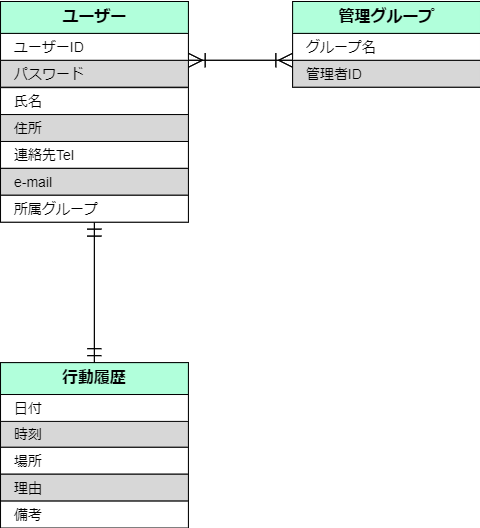 ユーザー
ユーザーID
パスワード
氏名
住所
連絡先Tel
e-mail
所属グループ
管理グループ
グループ名
管理者ID
行動履歴
日付
時刻
場所
理由
備考